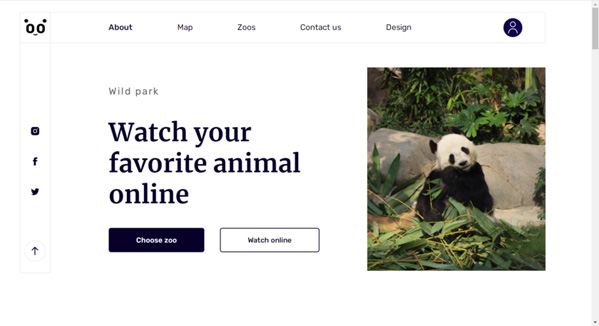 About
Map
Zoos
Contact us
Design
Wild park
Watch your
favorite animal
online
Choose zoo
Watch online